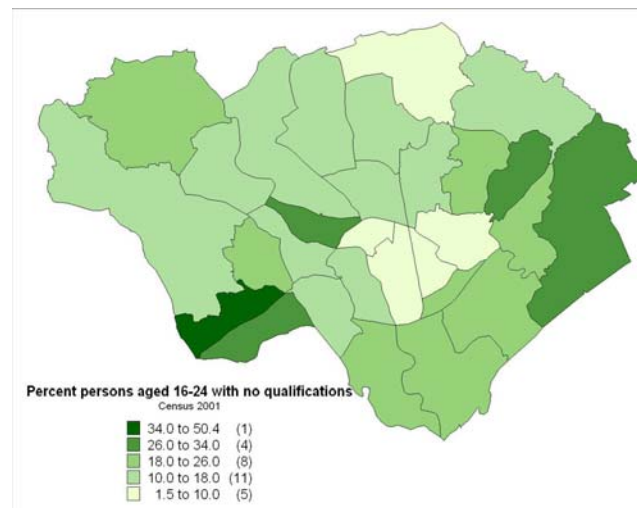 Percent persons aged 16-24 with no qualifications
Census 2001
34.0 to 50.4 (1)
26.0 to 34.0 (4)
18.0 to 26.0 (8)
10.0 to 18.0 (11)
1.5 to 10.0 (5)